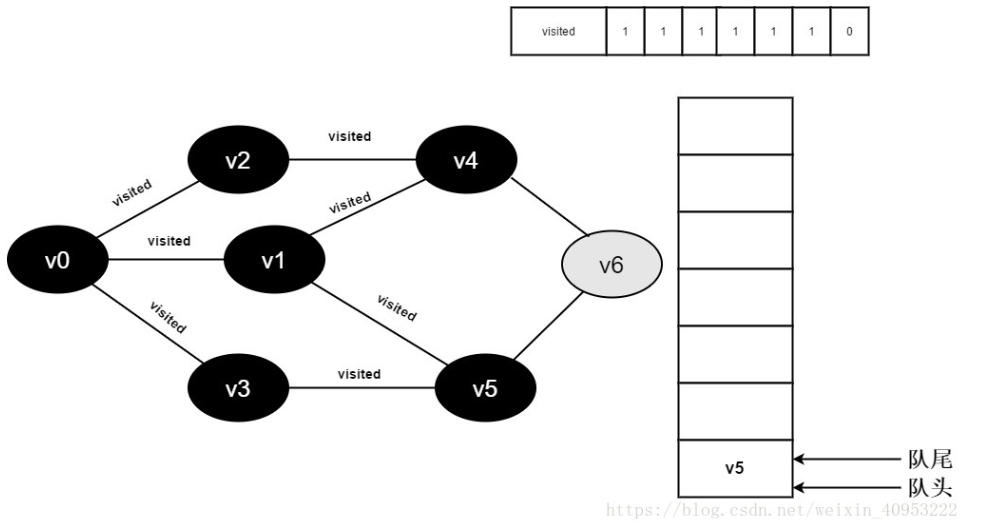 visited 1 1 1 1 1 1 0
visited
v2
v4
visited
visited
visited
v0
v1
v6
visited
visited
visited
v3
v5
v5
队尾
队头
https://blog.csdn.net/weixin_40953222